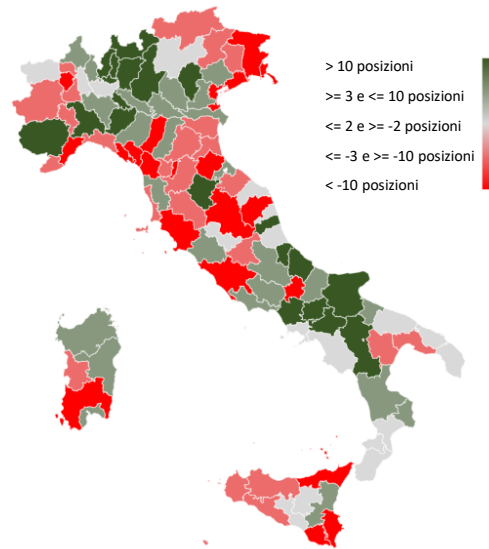 > 10 posizioni
>= 3 e <= 10 posizioni
<= 2 e >= -2 posizioni
<= -3 e >= -10 posizioni
< -10 posizioni